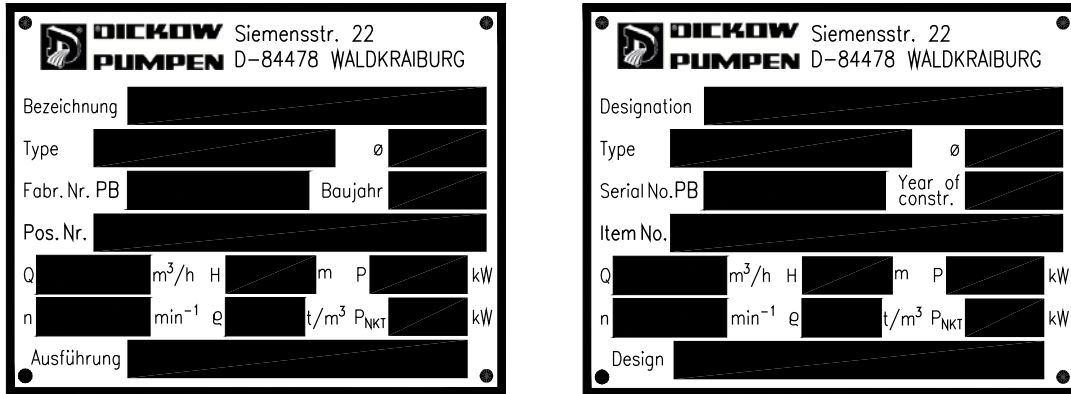 DICKOW Siemensstr. 22
PUMPEN D-84478 WALDKRAIBURG
Bezeichnung
Type ø
Fabr. Nr. PB Baujahr
Pos. Nr.
Q m³/h H m P kW
n min⁻¹ ϱ t/m³ PNKT kW
Ausführung
DICKOW Siemensstr. 22
PUMPEN D-84478 WALDKRAIBURG
Designation
Type ø
Serial No.PB Year of
constr.
Item No.
Q m³/h H m P kW
n min⁻¹ ϱ t/m³ PNKT kW
Design